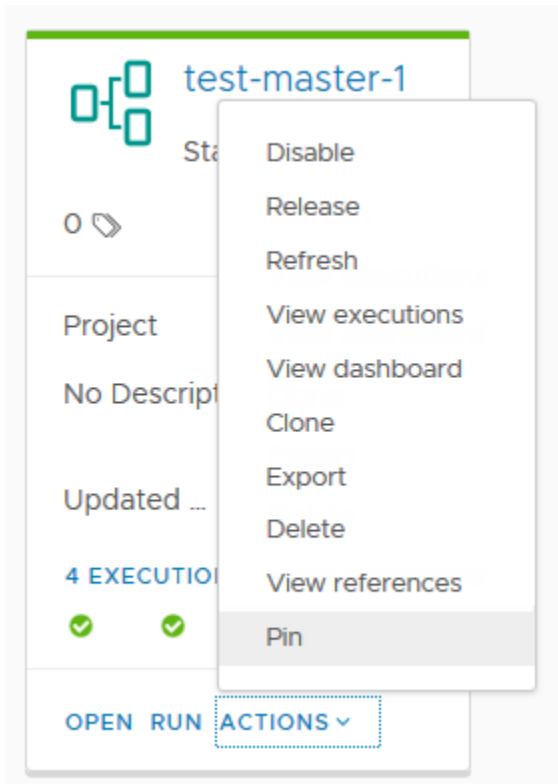 test-master-1
Sta
0
Project
No Descript
Updated ...
4 EXECUTIO
Disable
Release
Refresh
View executions
View dashboard
Clone
Export
Delete
View references
Pin
OPEN RUN ACTIONS